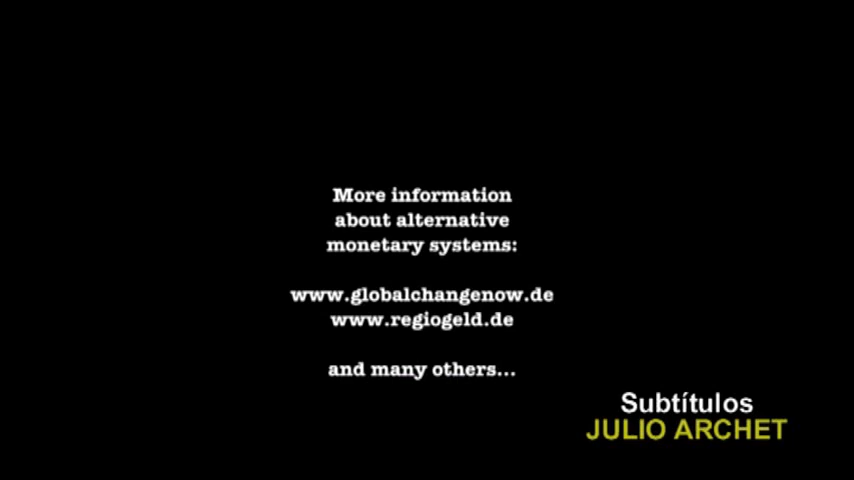 More information
about alternative
monetary systems:
www.globalchangenow.de
www.regiogeld.de
and many others...
Subtítulos
JULIO ARCHET